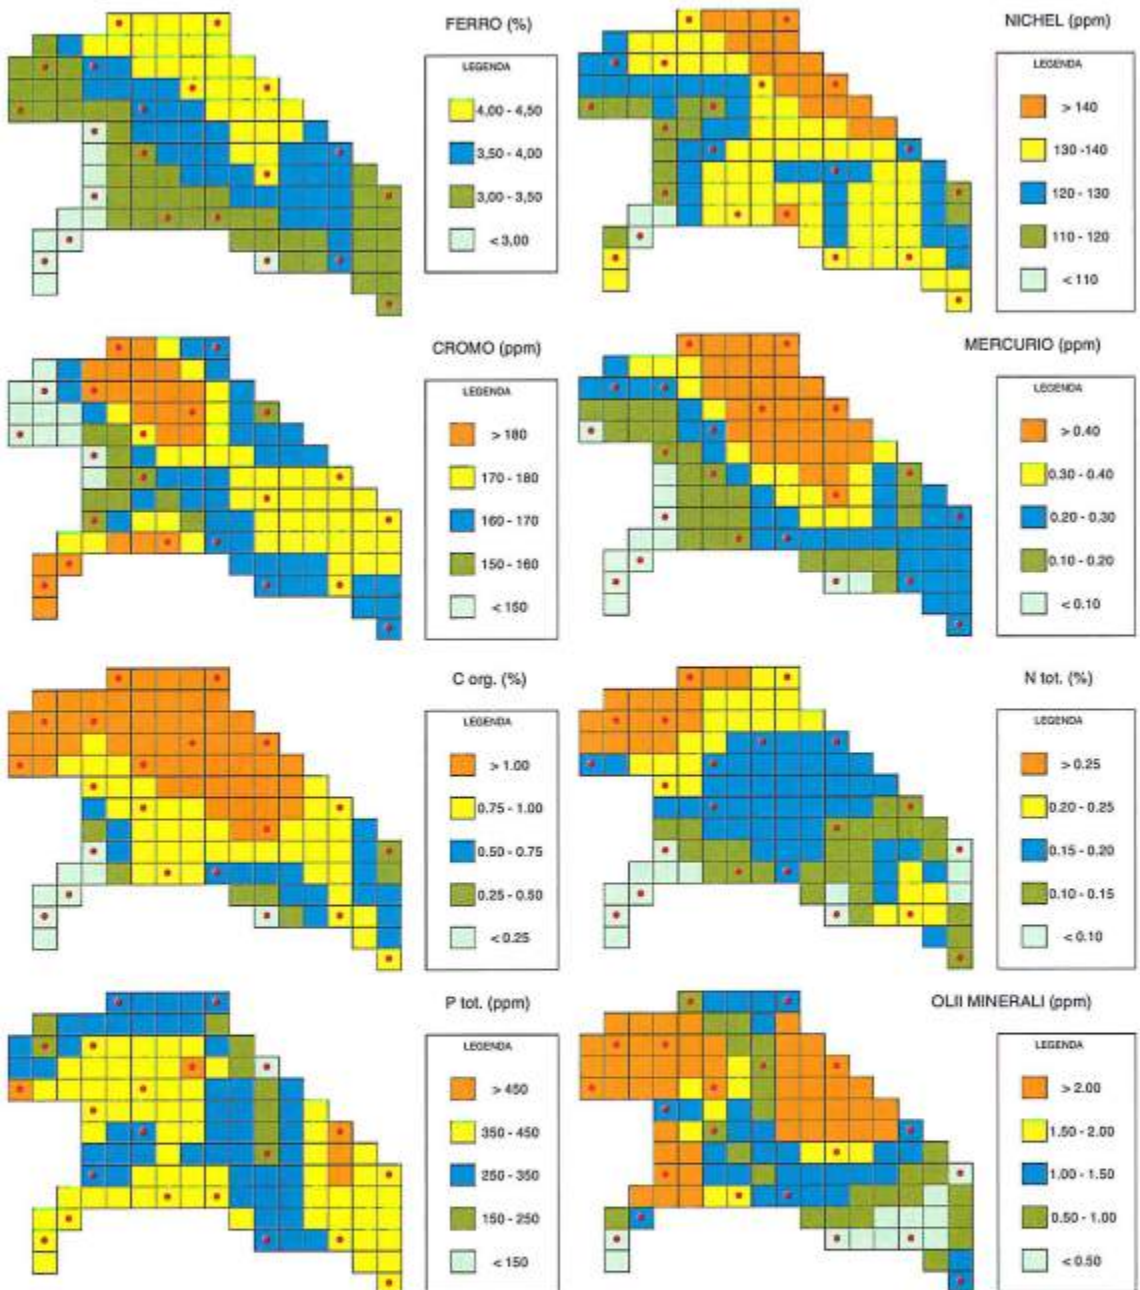 FERRO (%)
LEGENDA
4,00 - 4,50
3,50 - 4,00
3,00 - 3,50
< 3,00
NICHEL (ppm)
LEGENDA
> 140
130 -140
120 - 130
110 - 120
< 110
CROMO (ppm)
LEGENDA
> 180
170 - 180
160 - 170
150 - 160
< 150
MERCURIO (ppm)
LEGENDA
> 0.40
0.30 - 0.40
0.20 - 0.30
0.10 - 0.20
< 0.10
C org. (%)
LEGENDA
> 1.00
0.75 - 1.00
0.50 - 0.75
0.25 - 0.50
< 0.25
N tot. (%)
LEGENDA
> 0.25
0.20 - 0.25
0.15 - 0.20
0.10 - 0.15
< 0.10
P tot. (ppm)
LEGENDA
> 450
350 - 450
250 - 350
150 - 250
< 150
OLII MINERALI (ppm)
LEGENDA
> 2.00
1.50 - 2.00
1.00 - 1.50
0.50 - 1.00
< 0.50